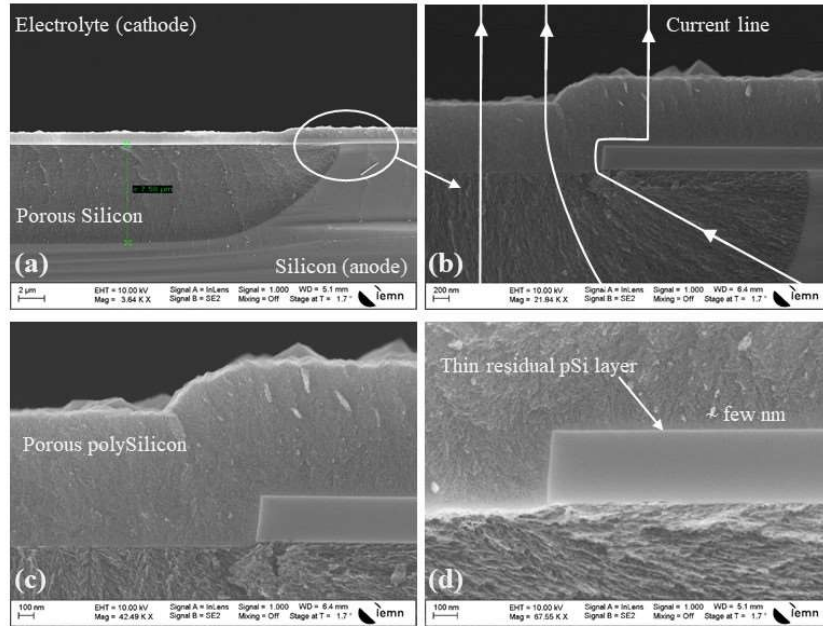 Electrolyte (cathode)
= 7.50 µm
Porous Silicon
(a)
Silicon (anode)
2 µm
EHT = 10.00 kV
Mag = 3.64 K X
Signal A = InLens
Signal B = SE2
Signal = 1.000
Mixing = Off
WD = 5.1 mm
Stage at T = 1.7°
iemn
Current line
(b)
200 nm
EHT = 10.00 kV
Mag = 21.84 K X
Signal A = InLens
Signal B = SE2
Signal = 1.000
Mixing = Off
WD = 6.4 mm
Stage at T = 1.7°
iemn
Porous polySilicon
(c)
100 nm
EHT = 10.00 kV
Mag = 42.49 K X
Signal A = InLens
Signal B = SE2
Signal = 1.000
Mixing = Off
WD = 6.4 mm
Stage at T = 1.7°
iemn
Thin residual pSi layer
few nm
(d)
100 nm
EHT = 10.00 kV
Mag = 67.55 K X
Signal A = InLens
Signal B = SE2
Signal = 1.000
Mixing = Off
WD = 5.1 mm
Stage at T = 1.7°
iemn